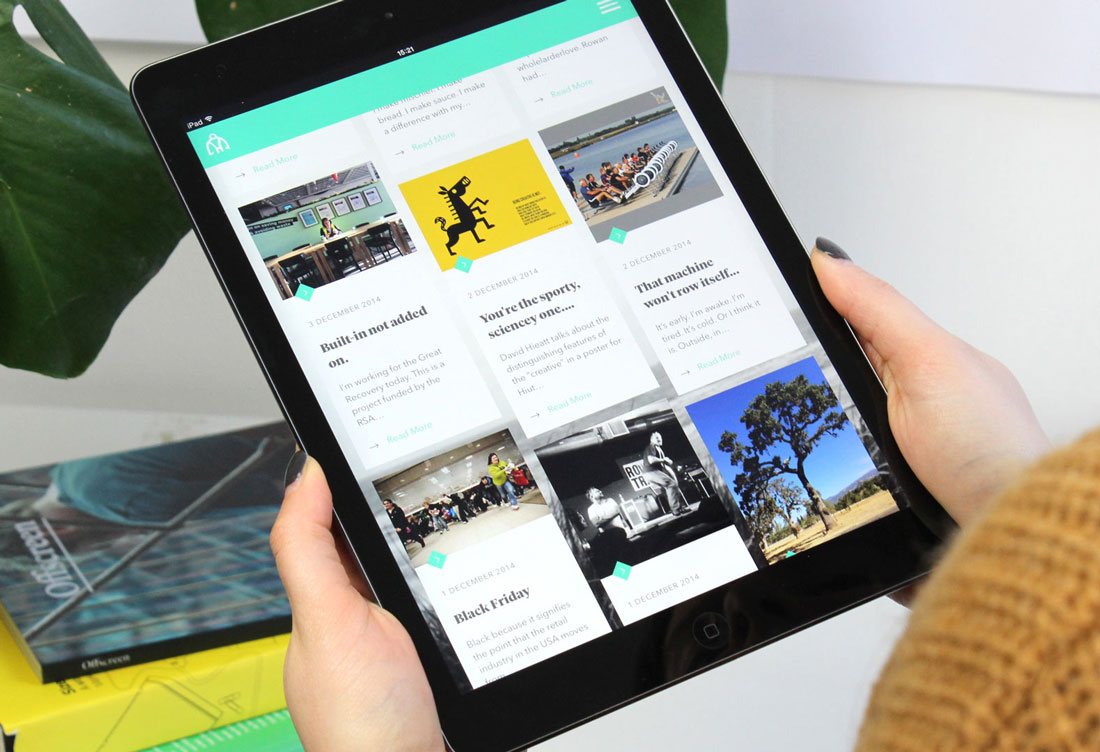 iPad
15:21
wholelarderlove. Rowan
had....
→ Read More
bread. I make sauce. I make
a difference with my....
→ Read More
→ Read More
3 DECEMBER 2014
Built-in not added
on.
I'm working for the Great
Recovery today. This is a
project funded by the
RSA....
→ Read More
2 DECEMBER 2014
You're the sporty,
sciencey one....
David Hieatt talks about the
distinguishing features of
the "creative" in a poster for
Hiut....
→ Read More
2 DECEMBER 2014
That machine
won't row itself...
It's early. I'm awake. I'm
tired. It's cold. Or I think it
is. Outside, in....
→ Read More
1 DECEMBER 2014
Black Friday
Black because it signifies
the point that the retail
industry in the USA moves
1 DECEMBER 2014
Offscreen
Offscreen